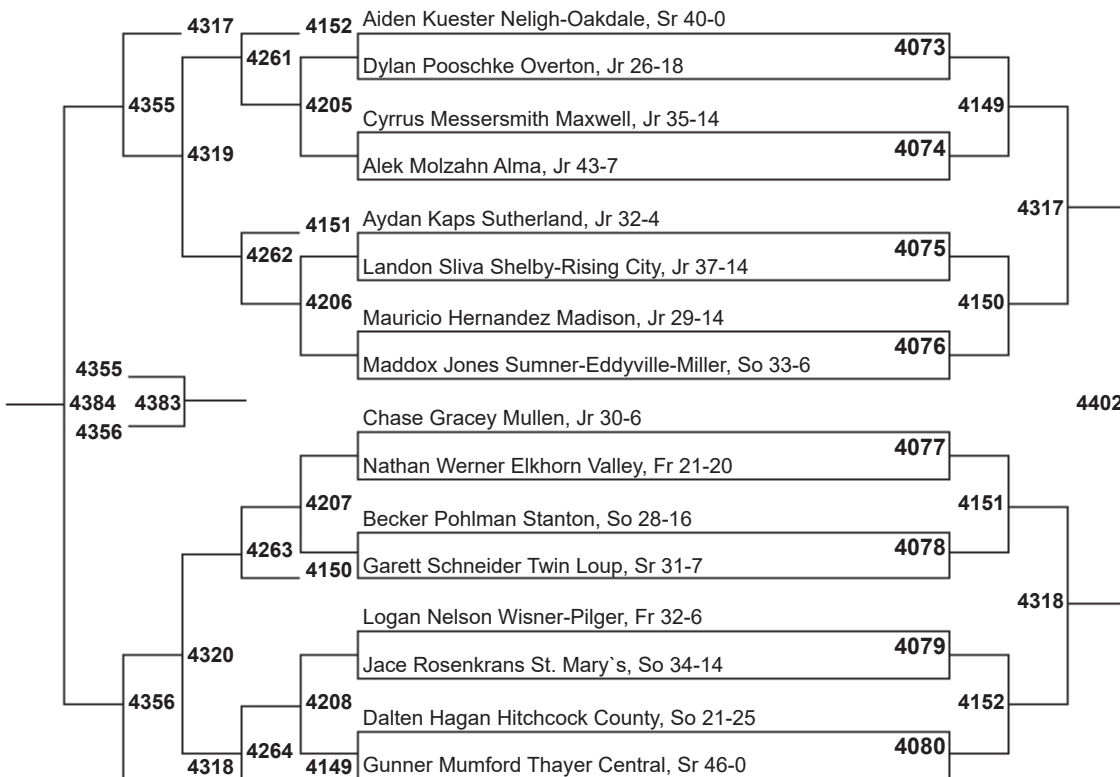 4317 4152 Aiden Kuester Neligh-Oakdale, Sr 40-0
4073
4261
Dylan Pooschke Overton, Jr 26-18
4355 4205 4149
Cyrrus Messersmith Maxwell, Jr 35-14
4319 4074
Alek Molzahn Alma, Jr 43-7
4317
4151 Aydan Kaps Sutherland, Jr 32-4
4262 4075
Landon Sliva Shelby-Rising City, Jr 37-14
4206 4150
Mauricio Hernandez Madison, Jr 29-14
4076
4355 Maddox Jones Sumner-Eddyville-Miller, So 33-6
4384 4383 4402
4356 Chase Gracey Mullen, Jr 30-6
4077
Nathan Werner Elkhorn Valley, Fr 21-20
4207 4151
Becker Pohlman Stanton, So 28-16
4263 4078
4150 Garett Schneider Twin Loup, Sr 31-7
4318
Logan Nelson Wisner-Pilger, Fr 32-6
4320 4079
Jace Rosenkrans St. Mary`s, So 34-14
4356 4208 4152
Dalten Hagan Hitchcock County, So 21-25
4264 4080
4318 4149 Gunner Mumford Thayer Central, Sr 46-0